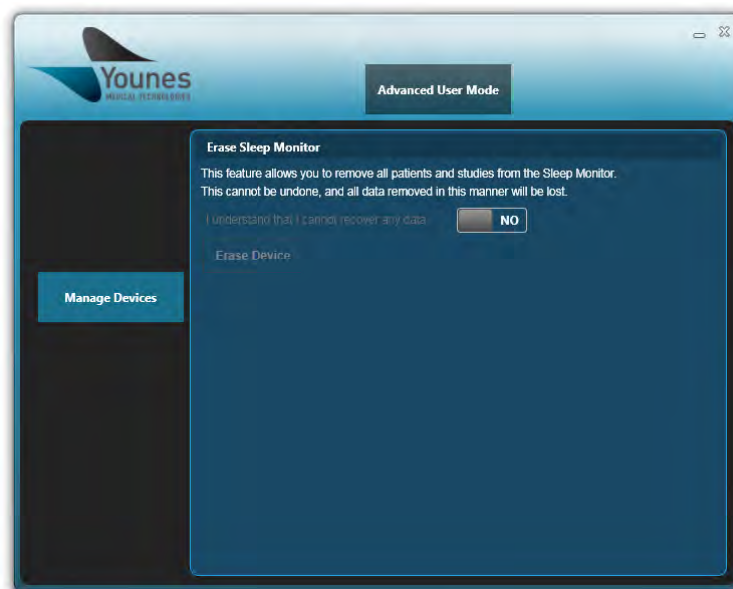 Younes
MEDICAL TECHNOLOGIES
Advanced User Mode
Erase Sleep Monitor
This feature allows you to remove all patients and studies from the Sleep Monitor.
This cannot be undone, and all data removed in this manner will be lost.
I understand that I cannot recover any data
NO
Erase Device
Manage Devices